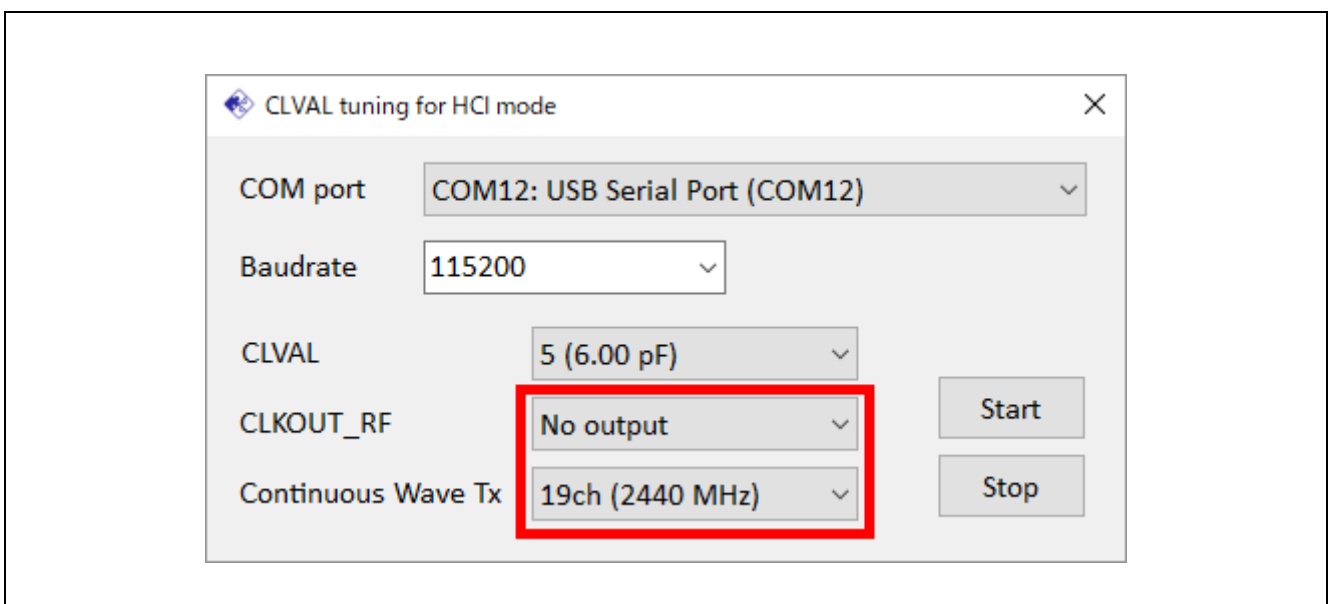 CLVAL tuning for HCI mode
COM port COM12: USB Serial Port (COM12)
Baudrate 115200
CLVAL 5 (6.00 pF)
CLKOUT_RF No output Start
Continuous Wave Tx 19ch (2440 MHz) Stop